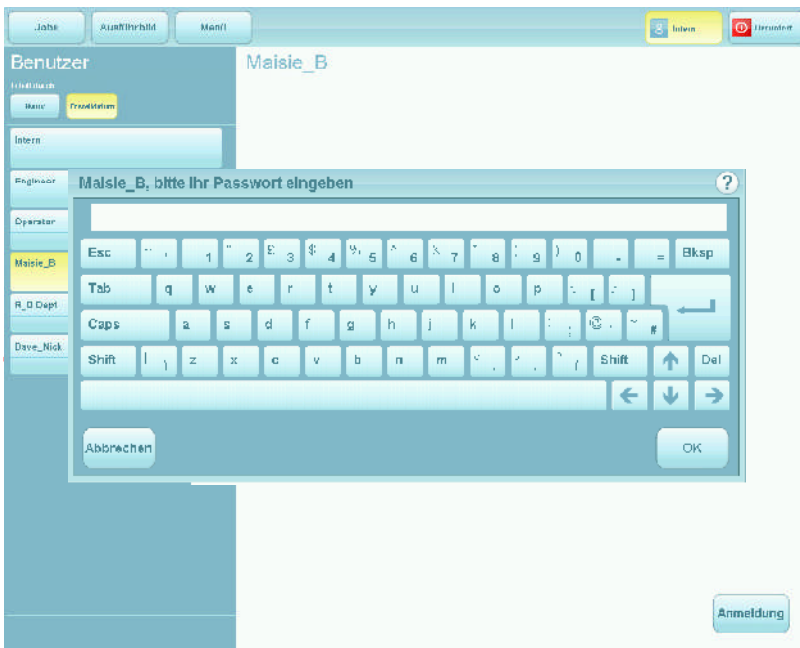 Jobs Ausführbild Menü Intern
Benutzer Maisie_B
Name
Intern
Engineer
Maisie_B, bitte Ihr Passwort eingeben ?
Operator
Esc 1 " 2 £ 3 $ 4 % 5 ^ 6 7 * 8 9 ) 0 - = Bksp
Maisie_B
Tab q w e r t y u i o p [ ]
R_D Dept
Caps a s d f g h j k l ; @ ~ #
Dave_Nick
Shift \ z x c v b n m , . / Shift Del
Abbrechen OK
Anmeldung